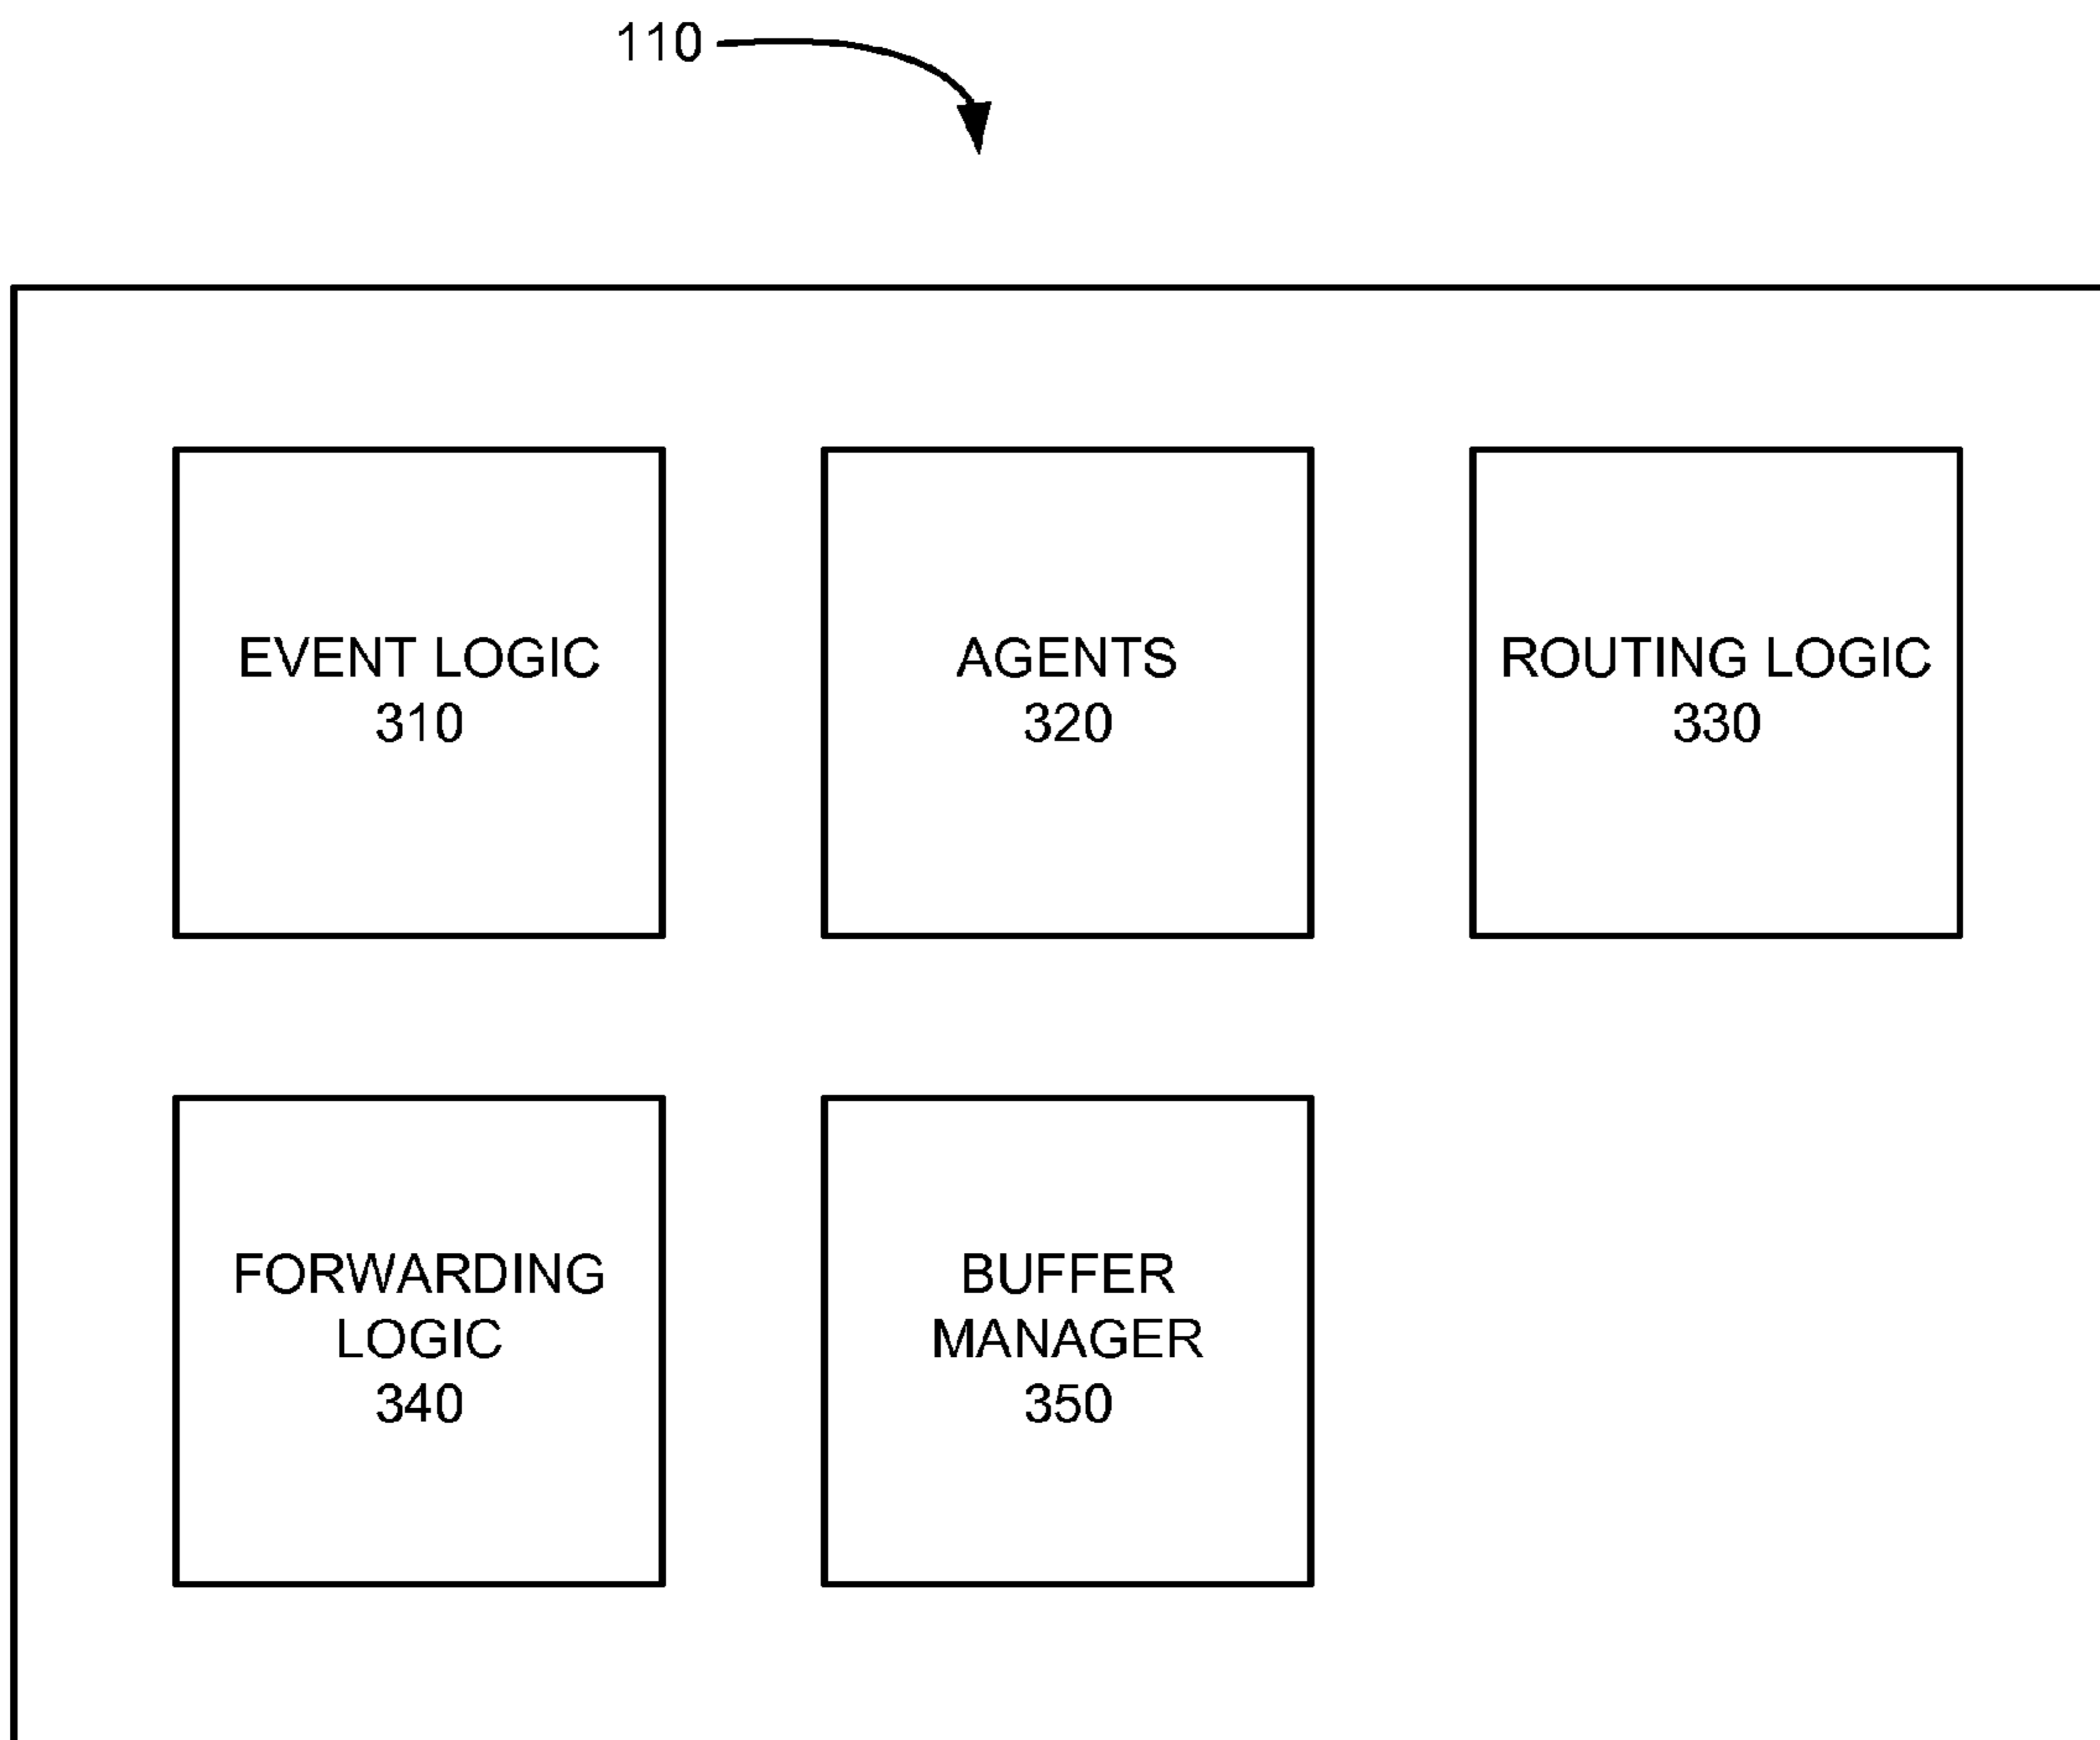 110
EVENT LOGIC
310
AGENTS
320
ROUTING LOGIC
330
FORWARDING
LOGIC
340
BUFFER
MANAGER
350